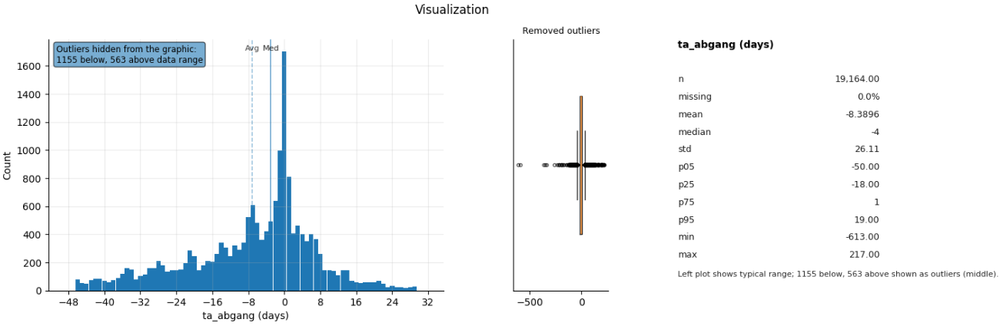 Visualization
Outliers hidden from the graphic:
1155 below, 563 above data range
Avg Med
1600
1400
1200
1000
800
600
400
200
0
Count
−48 −40 −32 −24 −16 −8 0 8 16 24 32
ta_abgang (days)
Removed outliers
−500 0
ta_abgang (days)
n 19,164.00
missing 0.0%
mean -8.3896
median -4
std 26.11
p05 -50.00
p25 -18.00
p75 1
p95 19.00
min -613.00
max 217.00
Left plot shows typical range; 1155 below, 563 above shown as outliers (middle).